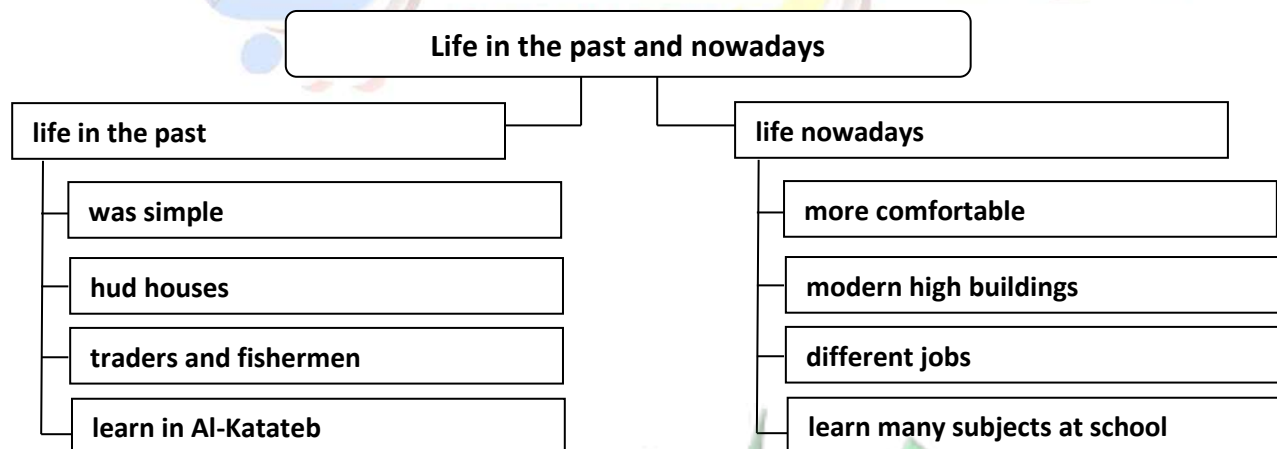 Life in the past and nowadays
life in the past
was simple
hud houses
traders and fishermen
learn in Al-Katateb
life nowadays
more comfortable
modern high buildings
different jobs
learn many subjects at school